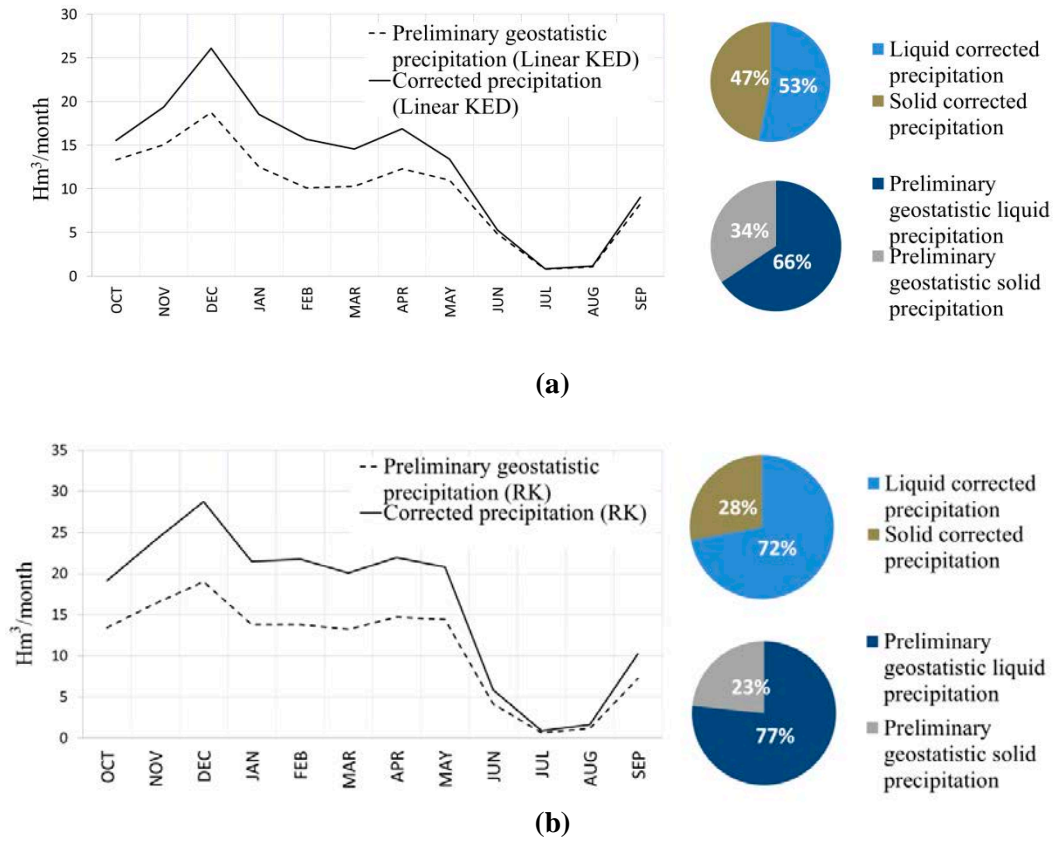 30
25
20
15
10
5
0
Hm³/month
Preliminary geostatistic
precipitation (Linear KED)
Corrected precipitation
(Linear KED)
OCT
NOV
DEC
JAN
FEB
MAR
APR
MAY
JUN
JUL
AUG
SEP
47%
53%
Liquid corrected
precipitation
Solid corrected
precipitation
34%
66%
Preliminary
geostatistic liquid
precipitation
Preliminary
geostatistic solid
precipitation
(a)
35
30
25
20
15
10
5
0
Hm³/month
Preliminary geostatistic
precipitation (RK)
Corrected precipitation (RK)
OCT
NOV
DEC
JAN
FEB
MAR
APR
MAY
JUN
JUL
AUG
SEP
28%
72%
Liquid corrected
precipitation
Solid corrected
precipitation
23%
77%
Preliminary
geostatistic liquid
precipitation
Preliminary
geostatistic solid
precipitation
(b)